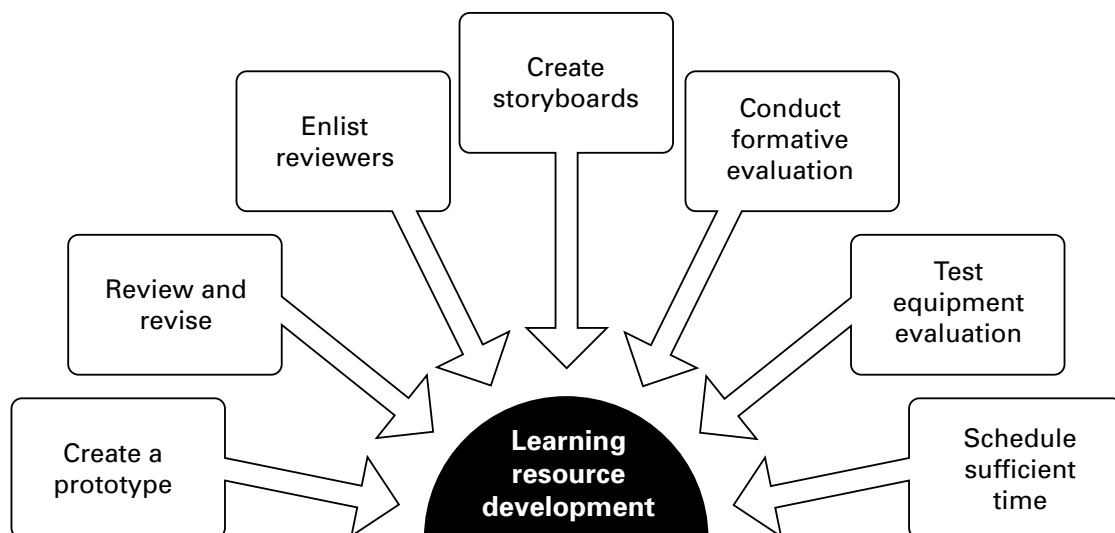 Create
storyboards
Enlist
reviewers
Conduct
formative
evaluation
Review and
revise
Test
equipment
evaluation
Create a
prototype
Learning
resource
development
Schedule
sufficient
time